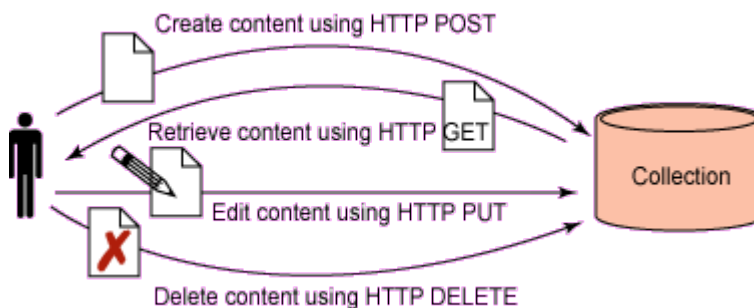 Create content using HTTP POST
Retrieve content using HTTP GET
Collection
Edit content using HTTP PUT
Delete content using HTTP DELETE